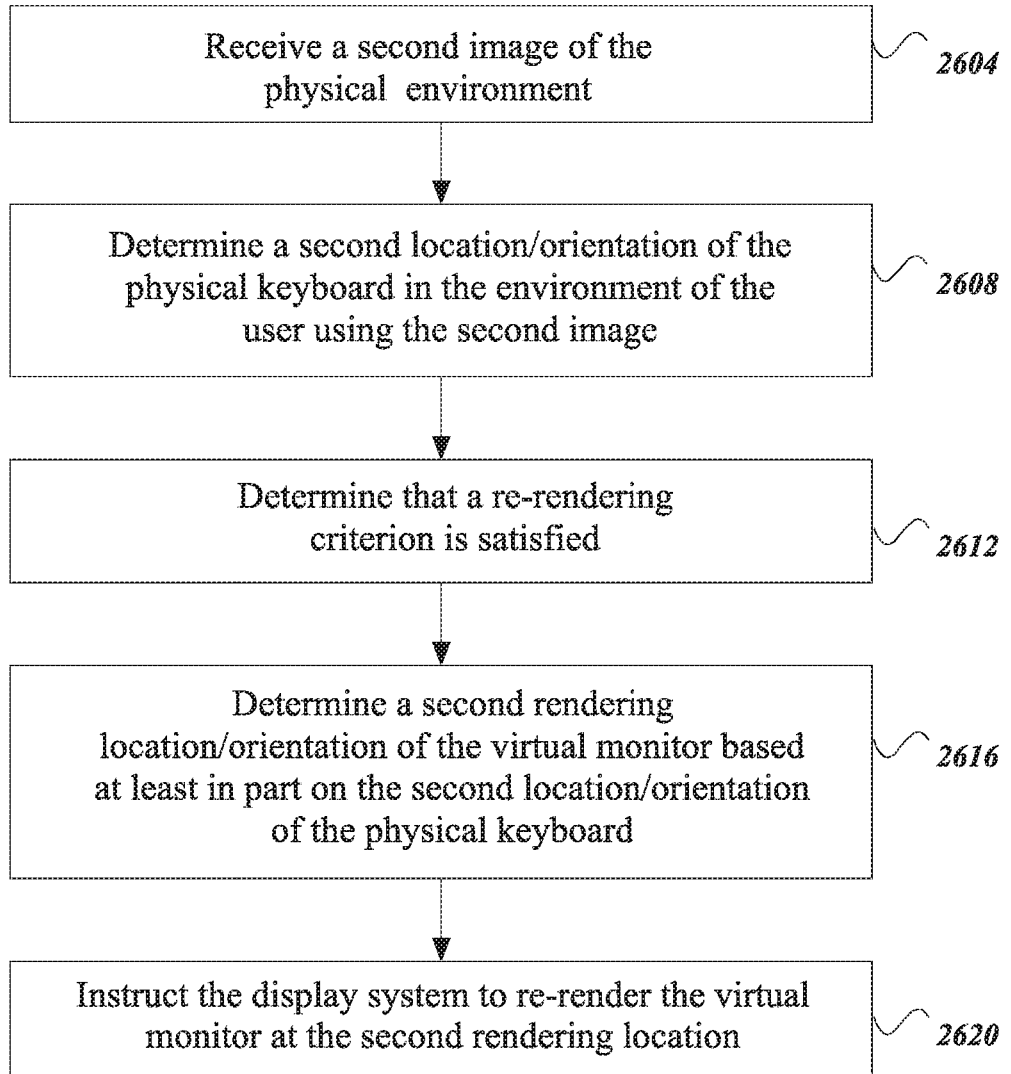 Receive a second image of the
physical environment
2604
Determine a second location/orientation of the
physical keyboard in the environment of the
user using the second image
2608
Determine that a re-rendering
criterion is satisfied
2612
Determine a second rendering
location/orientation of the virtual monitor based
at least in part on the second location/orientation
of the physical keyboard
2616
Instruct the display system to re-render the virtual
monitor at the second rendering location
2620